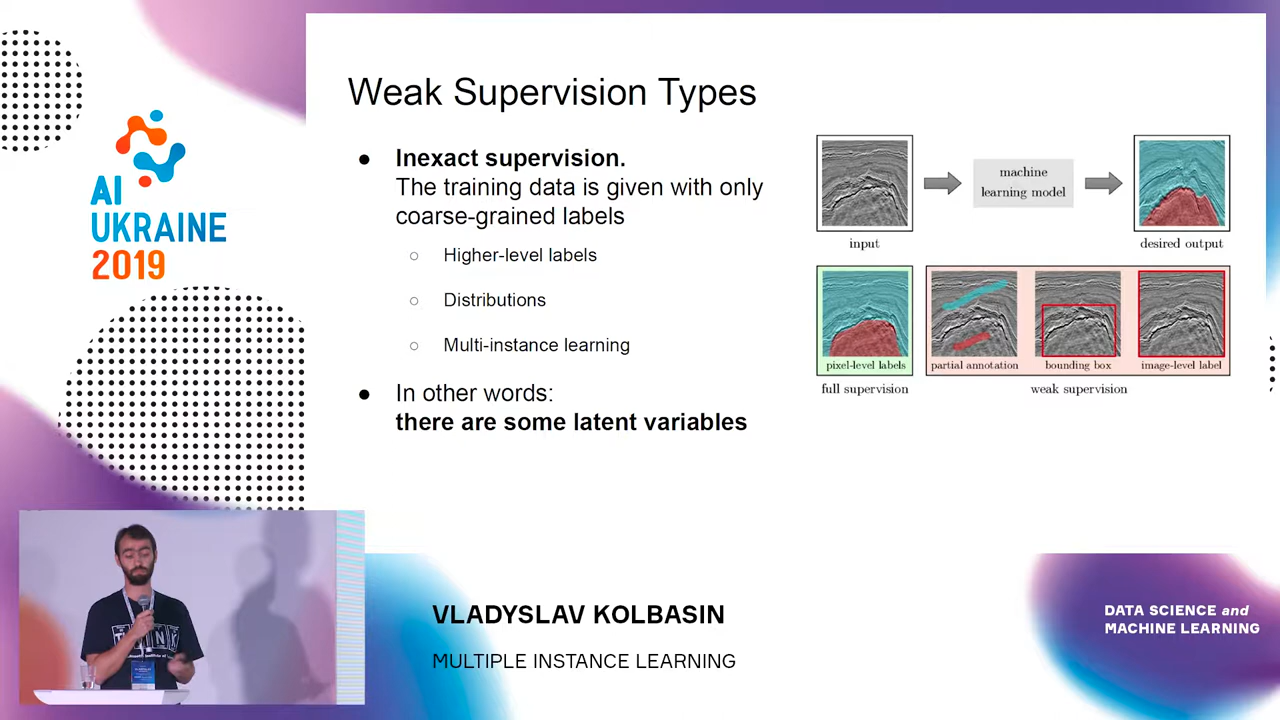 AI
UKRAINE
2019
Weak Supervision Types
● Inexact supervision.
The training data is given with only
coarse-grained labels
○ Higher-level labels
○ Distributions
○ Multi-instance learning
● In other words:
there are some latent variables
input
machine
learning model
desired output
pixel-level labels
partial annotation
bounding box
image-level label
full supervision
weak supervision
VLADYSLAV KOLBASIN
MULTIPLE INSTANCE LEARNING
DATA SCIENCE and
MACHINE LEARNING